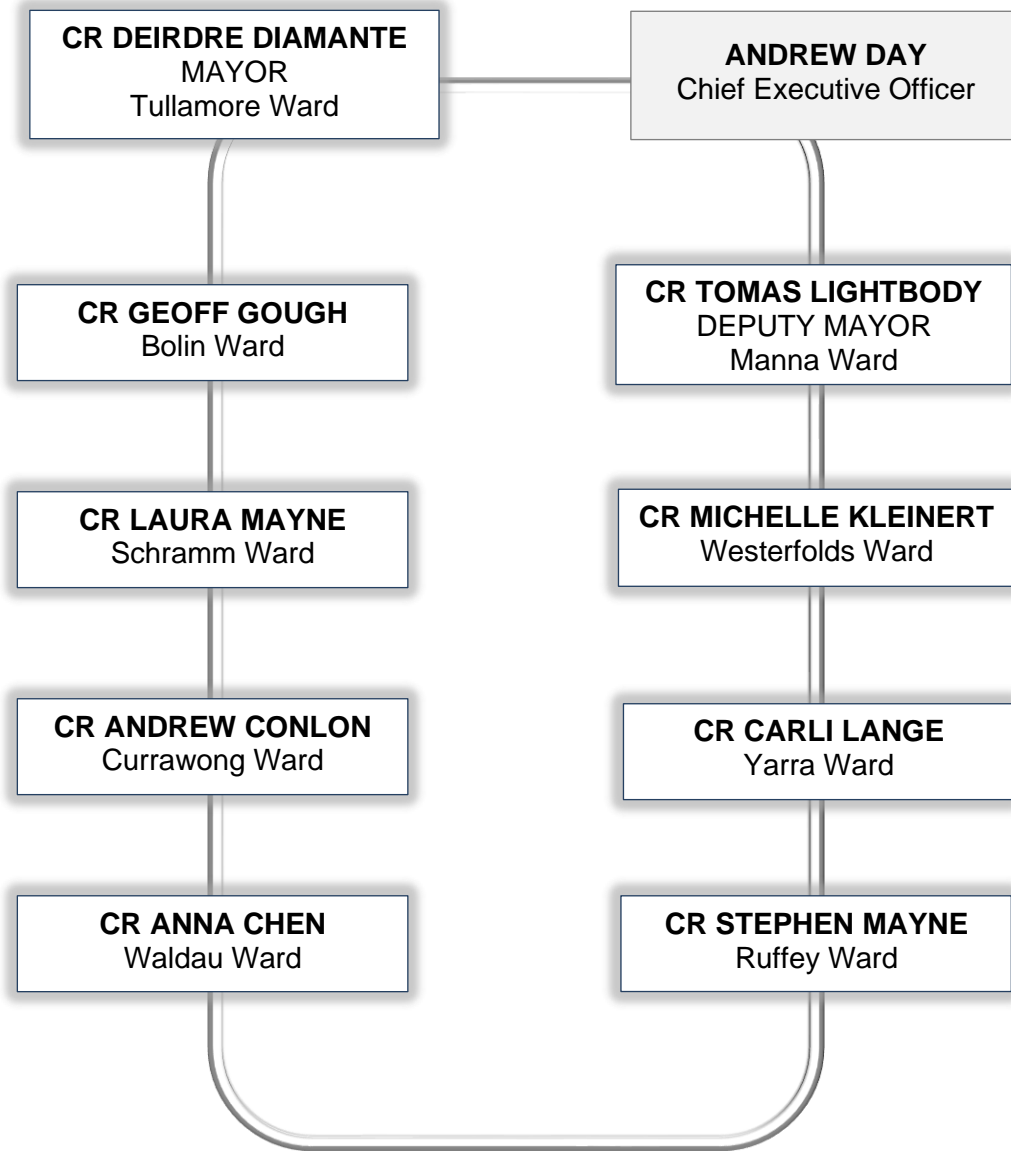 CR DEIRDRE DIAMANTE
MAYOR
Tullamore Ward
ANDREW DAY
Chief Executive Officer
CR GEOFF GOUGH
Bolin Ward
CR TOMAS LIGHTBODY
DEPUTY MAYOR
Manna Ward
CR LAURA MAYNE
Schramm Ward
CR MICHELLE KLEINERT
Westerfolds Ward
CR ANDREW CONLON
Currawong Ward
CR CARLI LANGE
Yarra Ward
CR ANNA CHEN
Waldau Ward
CR STEPHEN MAYNE
Ruffey Ward